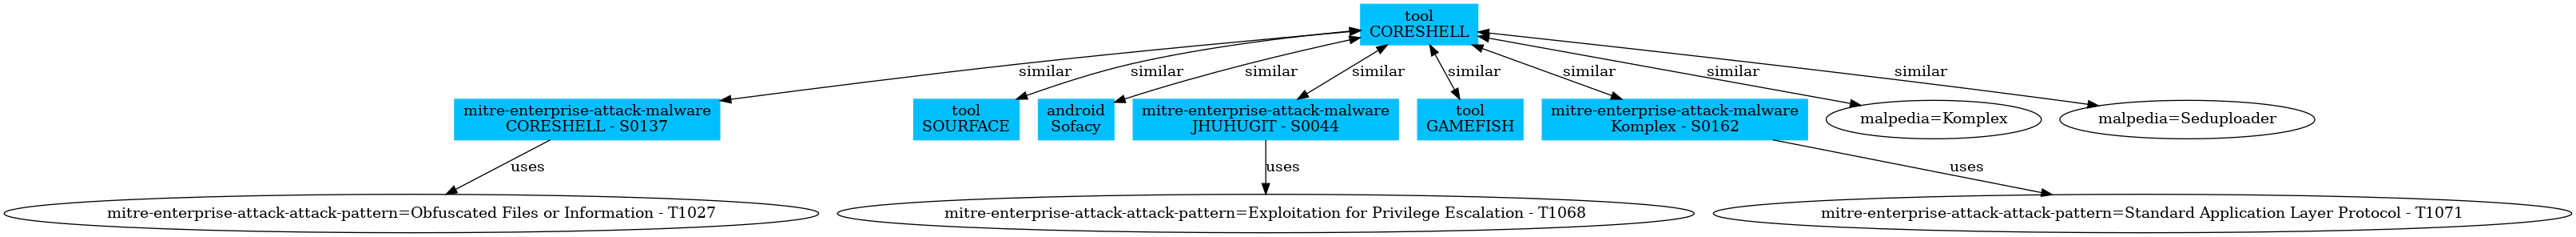 tool
CORESHELL
similar
similar
similar
similar
similar
similar
similar
similar
mitre-enterprise-attack-malware
CORESHELL - S0137
tool
SOURFACE
android
Sofacy
mitre-enterprise-attack-malware
JHUHUGIT - S0044
tool
GAMEFISH
mitre-enterprise-attack-malware
Komplex - S0162
malpedia=Komplex
malpedia=Seduploader
uses
uses
uses
mitre-enterprise-attack-attack-pattern=Obfuscated Files or Information - T1027
mitre-enterprise-attack-attack-pattern=Exploitation for Privilege Escalation - T1068
mitre-enterprise-attack-attack-pattern=Standard Application Layer Protocol - T1071